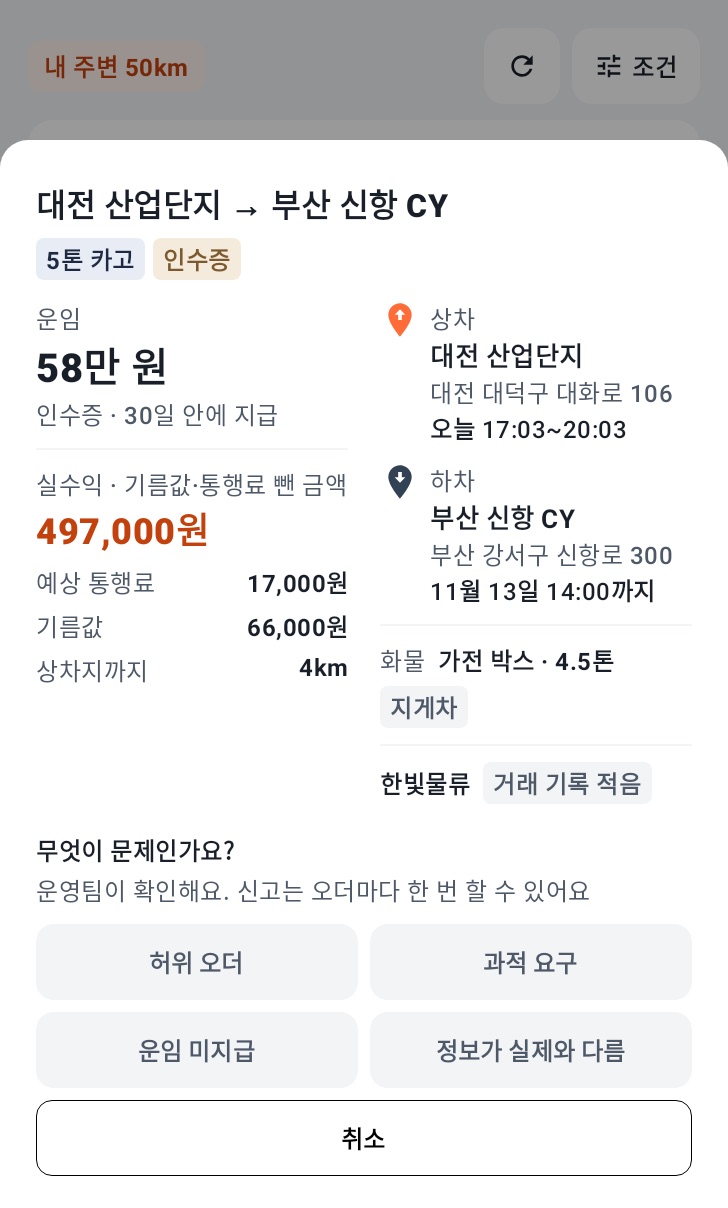 내 주변 50km
조건
대전 산업단지 → 부산 신항 CY
5톤 카고 인수증
운임
58만 원
인수증 · 30일 안에 지급
실수익 · 기름값·통행료 뺀 금액
497,000원
예상 통행료 17,000원
기름값 66,000원
상차지까지 4km
상차
대전 산업단지
대전 대덕구 대화로 106
오늘 17:03~20:03
하차
부산 신항 CY
부산 강서구 신항로 300
11월 13일 14:00까지
화물 가전 박스 · 4.5톤
지게차
한빛물류 거래 기록 적음
무엇이 문제인가요?
운영팀이 확인해요. 신고는 오더마다 한 번 할 수 있어요
허위 오더 과적 요구
운임 미지급 정보가 실제와 다름
취소